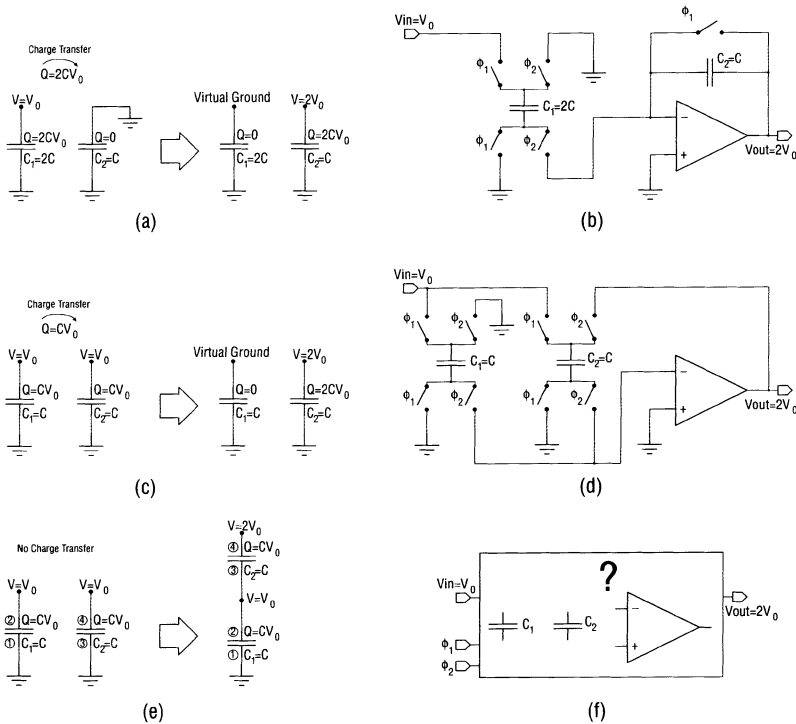 Charge Transfer
Q=2CV0
V=V0
Q=2CV0
C1=2C
Q=0
C2=C
Virtual Ground
Q=0
C1=2C
V=2V0
Q=2CV0
C2=C
(a)
Vin=V0
ϕ1
ϕ2
C1=2C
ϕ1
ϕ2
ϕ1
C2=C
−
+
Vout=2V0
(b)
Charge Transfer
Q=CV0
V=V0
V=V0
Q=CV0
C1=C
Q=CV0
C2=C
Virtual Ground
Q=0
C1=C
V=2V0
Q=2CV0
C2=C
(c)
Vin=V0
ϕ1
ϕ2
ϕ1
ϕ2
C1=C
C2=C
ϕ1
ϕ2
ϕ1
ϕ2
−
+
Vout=2V0
(d)
No Charge Transfer
V=V0
V=V0
② Q=CV0
① C1=C
④ Q=CV0
③ C2=C
V=2V0
④ Q=CV0
③ C2=C
V=V0
② Q=CV0
① C1=C
(e)
?
Vin=V0
C1
C2
−
+
Vout=2V0
ϕ1
ϕ2
(f)